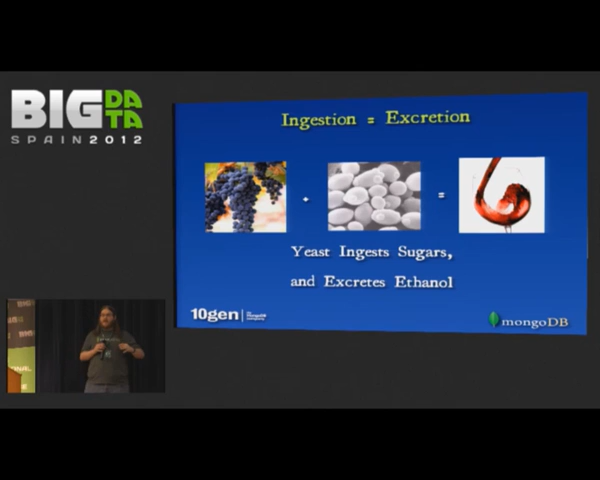 BIG DATA
SPAIN 2012
Ingestion = Excretion
+
=
Yeast Ingests Sugars,
and Excretes Ethanol
10gen
mongoDB